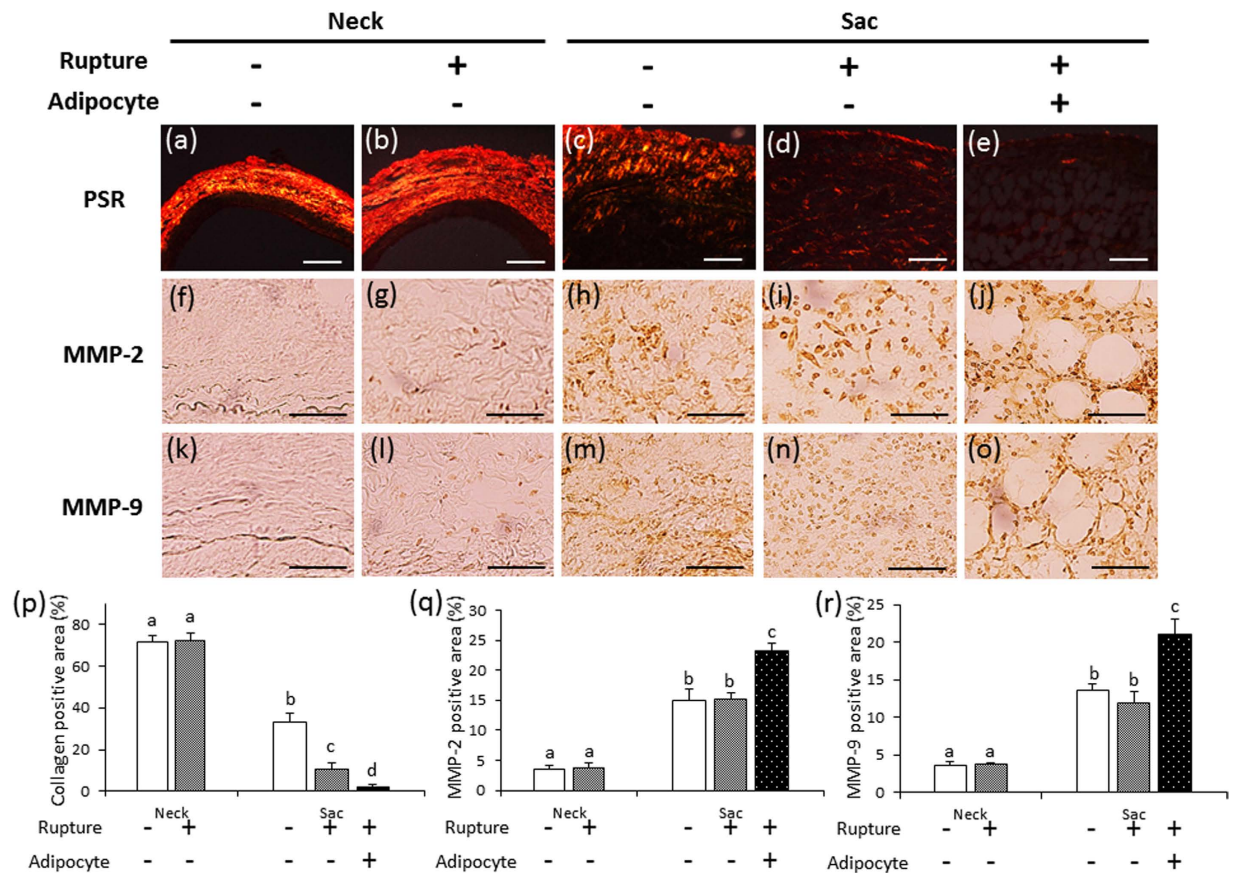 Neck Sac
Rupture - + - + +
Adipocyte - - - - +
PSR (a) (b) (c) (d) (e)
MMP-2 (f) (g) (h) (i) (j)
MMP-9 (k) (l) (m) (n) (o)
(p)
Collagen positive area (%)
80
60
40
20
0
a a b c d
Neck Sac
Rupture - + - + +
Adipocyte - - - - +
(q)
MMP-2 positive area (%)
30
25
20
15
10
5
0
a a b b c
Neck Sac
Rupture - + - + +
Adipocyte - - - - +
(r)
MMP-9 positive area (%)
25
20
15
10
5
0
a a b b c
Neck Sac
Rupture - + - + +
Adipocyte - - - - +